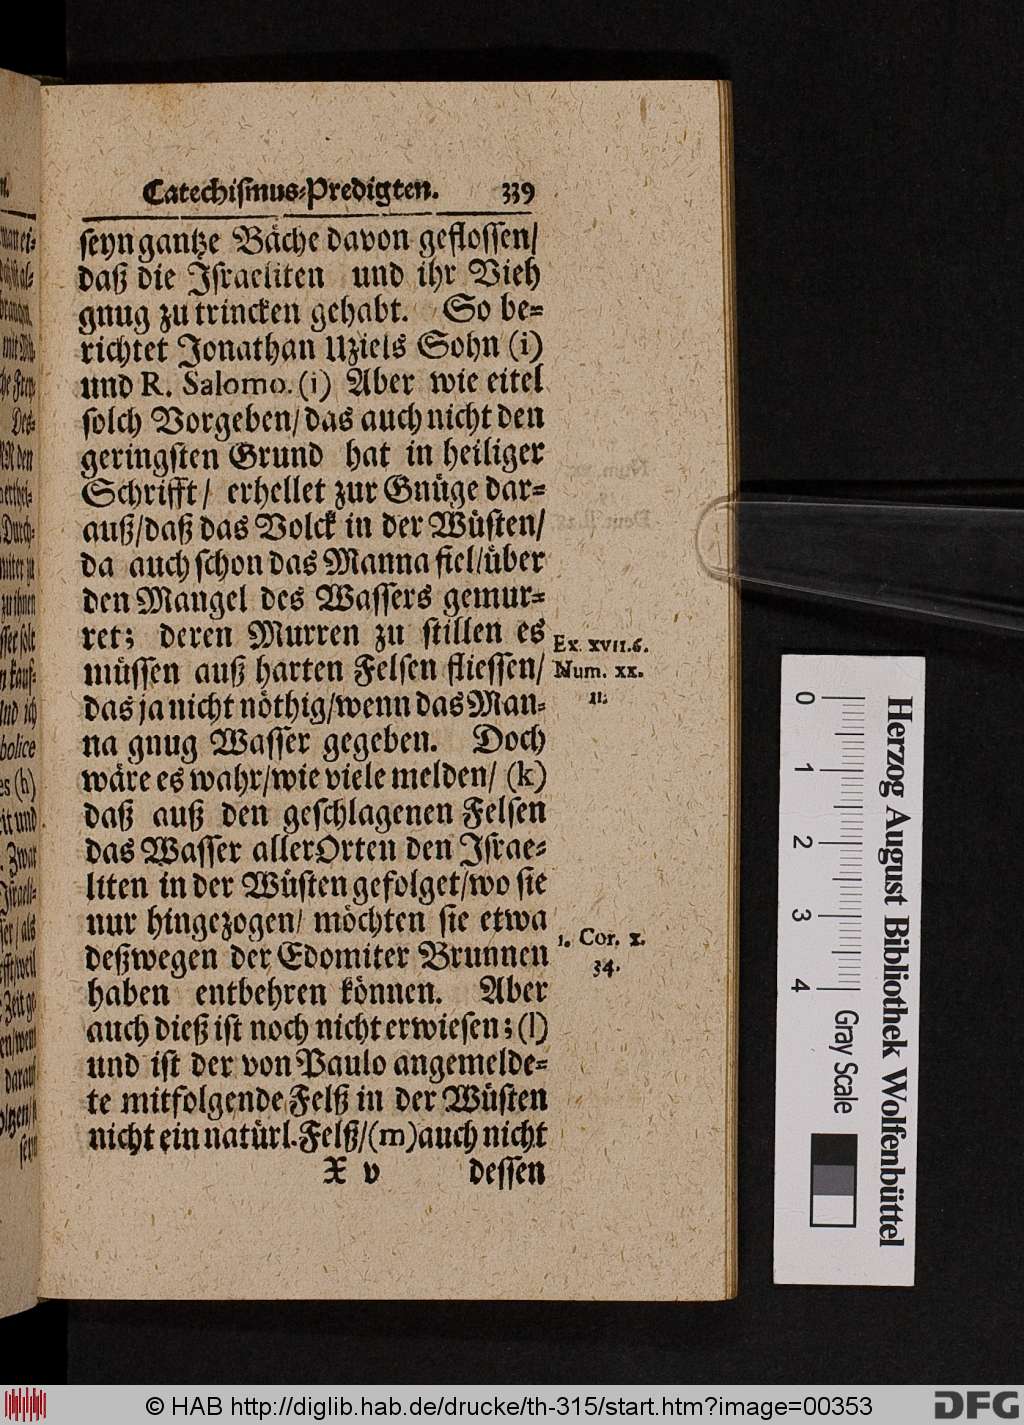 Catechismus-Predigten. 339
seyn gantze Bäche davon geflossen/
daß die Israeliten und ihr Vieh
gnug zu trincken gehabt. So be-
richtet Jonathan Uziels Sohn (i)
und R. Salomo. (i) Aber wie eitel
solch Vorgeben/ das auch nicht den
geringsten Grund hat in heiliger
Schrifft/ erhellet zur Gnüge dar-
auß/ daß das Volck in der Wüsten/
da auch schon das Manna fiel/ über
den Mangel des Wassers gemur-
ret; deren Murren zu stillen es
müssen auß harten Felsen fliessen/
das ja nicht nöthig/ wenn das Man-
na gnug Wasser gegeben. Doch
wäre es wahr/ wie viele melden/ (k)
daß auß den geschlagenen Felsen
das Wasser aller Orten den Israe-
liten in der Wüsten gefolget/ wo sie
nur hingezogen/ möchten sie etwa
deßwegen der Edomiter Brunnen
haben entbehren können. Aber
auch dieß ist noch nicht erwiesen; (l)
und ist der von Paulo angemelde-
te mitfolgende Felß in der Wüsten
nicht ein natürl. Felß/ (m) auch nicht
X v dessen
Ex. xvii. 6.
Num. xx.
11.
1. Cor. x.
34.
0 1 2 3 4
Gray Scale
Herzog August Bibliothek Wolfenbüttel
© HAB http://diglib.hab.de/drucke/th-315/start.htm?image=00353
DFG